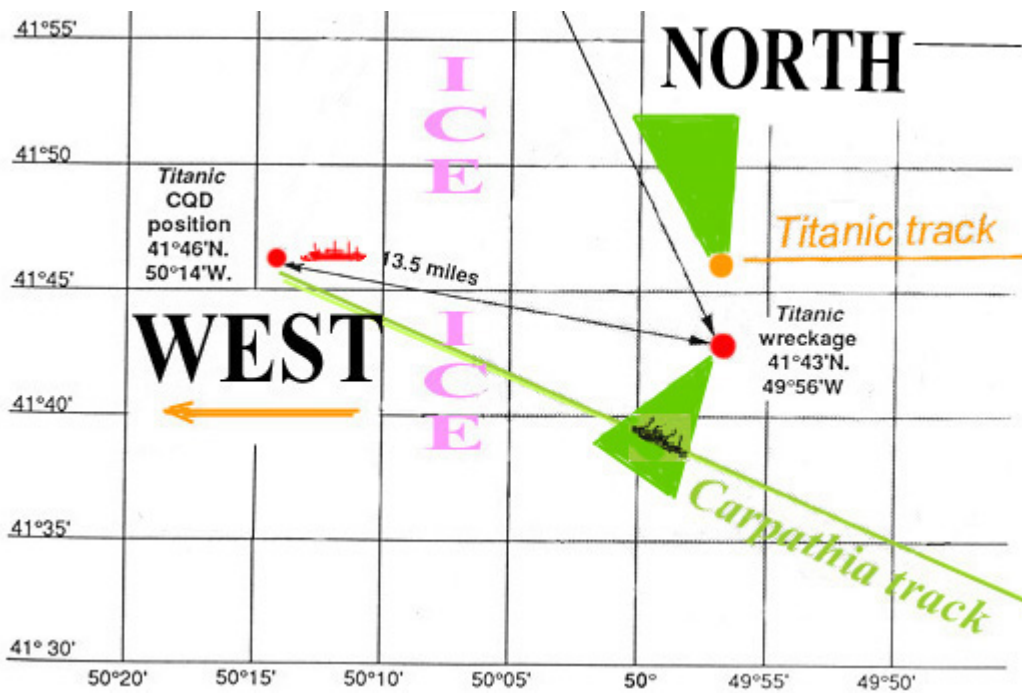 41°55'
NORTH
ICE
41°50'
Titanic
CQD
position
41°46'N.
50°14'W.
Titanic track
13.5 miles
41°45'
Titanic
wreckage
41°43'N.
49°56'W
WEST
ICE
41°40'
Carpathia track
41°35'
41°30'
50°20' 50°15' 50°10' 50°05' 50° 49°55' 49°50'